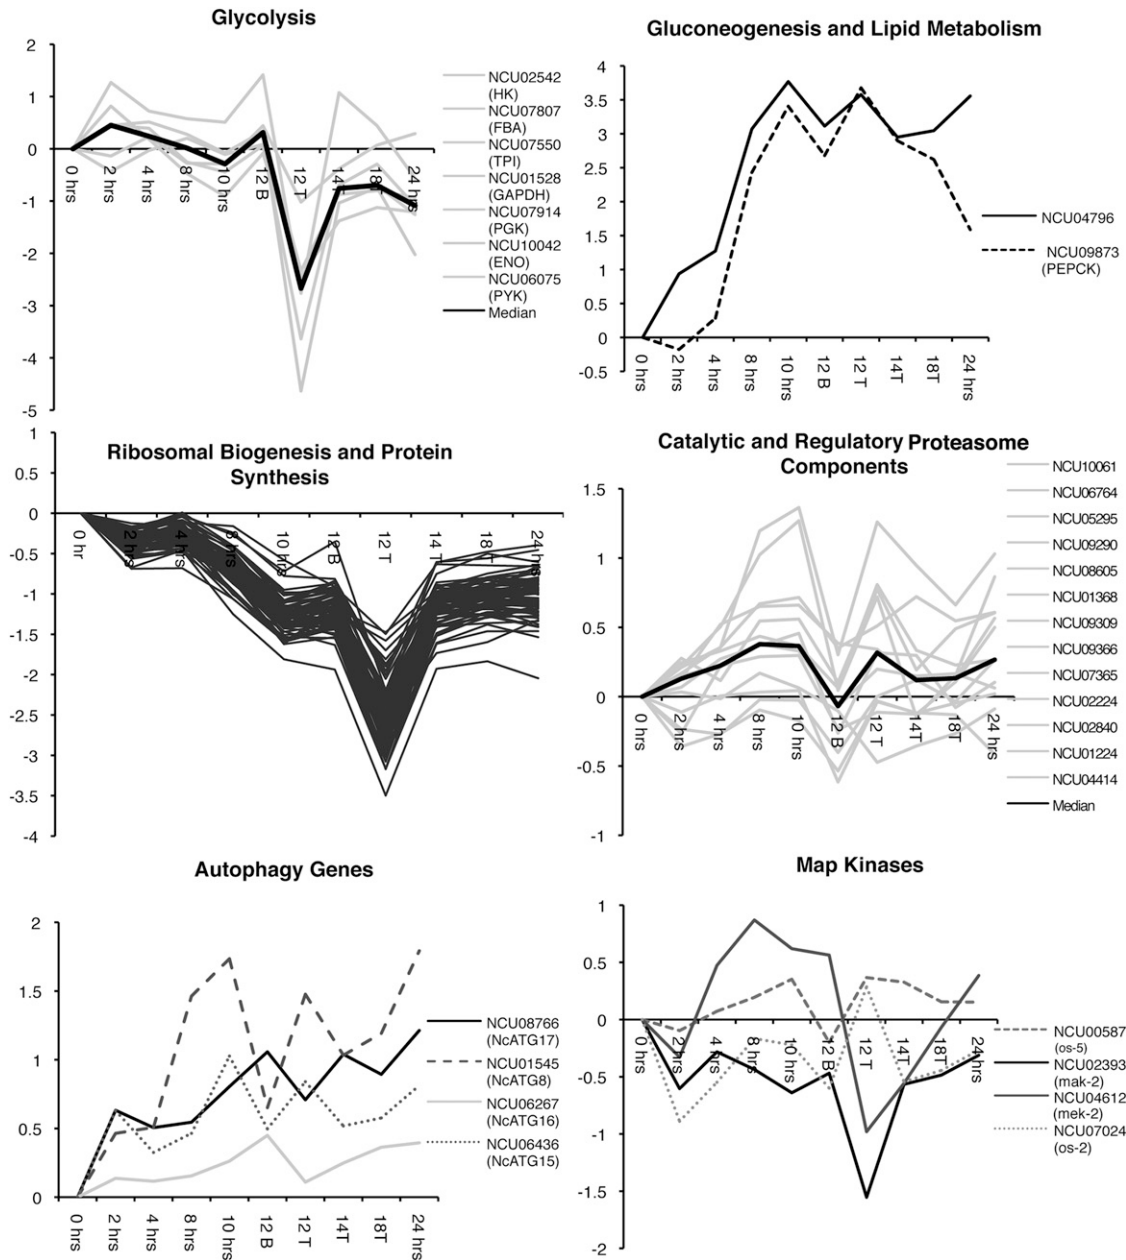 Glycolysis
2
1
0
-1
-2
-3
-4
-5
0 hrs
2 hrs
4 hrs
8 hrs
10 hrs
12 B
12 T
14T
18T
24 hrs
NCU02542
(HK)
NCU07807
(FBA)
NCU07550
(TPI)
NCU01528
(GAPDH)
NCU07914
(PGK)
NCU10042
(ENO)
NCU06075
(PYK)
Median
Gluconeogenesis and Lipid Metabolism
4
3.5
3
2.5
2
1.5
1
0.5
0
-0.5
0 hrs
2 hrs
4 hrs
8 hrs
10 hrs
12 B
12 T
14T
18T
24 hrs
NCU04796
NCU09873
(PEPCK)
Ribosomal Biogenesis and Protein
Synthesis
1
0.5
0
-0.5
-1
-1.5
-2
-2.5
-3
-3.5
-4
0 hr
2 hrs
4 hrs
8 hrs
10 hrs
12 B
12 T
14 T
18T
24 hrs
Catalytic and Regulatory Proteasome
Components
1.5
1
0.5
0
-0.5
-1
0 hrs
2 hrs
4 hrs
8 hrs
10 hrs
12 B
12 T
14T
18T
24 hrs
NCU10061
NCU06764
NCU05295
NCU09290
NCU08605
NCU01368
NCU09309
NCU09366
NCU07365
NCU02224
NCU02840
NCU01224
NCU04414
Median
Autophagy Genes
2
1.5
1
0.5
0
0 hrs
2 hrs
4 hrs
8 hrs
10 hrs
12 B
12 T
14T
18T
24 hrs
NCU08766
(NcATG17)
NCU01545
(NcATG8)
NCU06267
(NcATG16)
NCU06436
(NcATG15)
Map Kinases
1
0.5
0
-0.5
-1
-1.5
-2
0 hrs
2 hrs
4 hrs
8 hrs
10 hrs
12 B
12 T
14T
18T
24 hrs
NCU00587
(os-5)
NCU02393
(mak-2)
NCU04612
(mek-2)
NCU07024
(os-2)